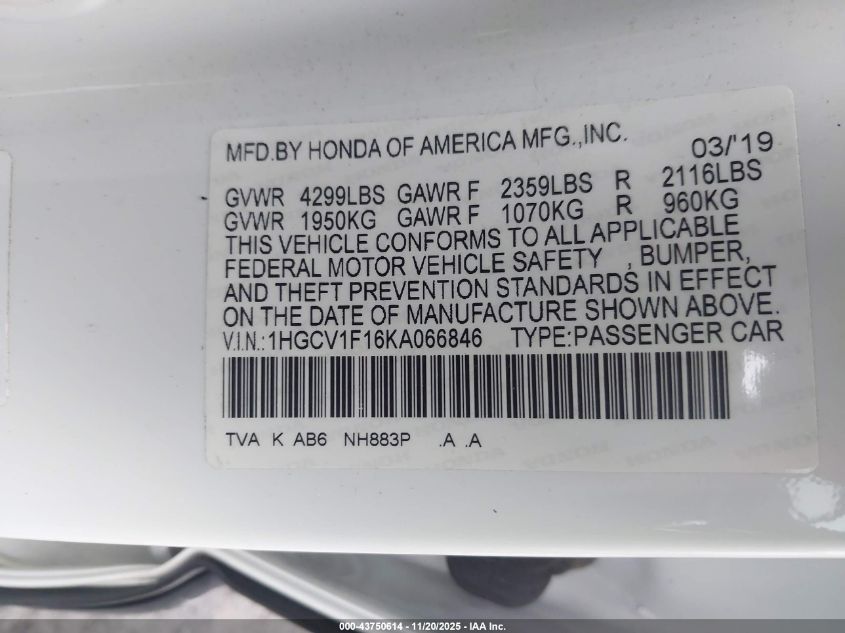 MFD.BY HONDA OF AMERICA MFG.,INC. 03/'19
GVWR 4299LBS GAWR F 2359LBS R 2116LBS
GVWR 1950KG GAWR F 1070KG R 960KG
THIS VEHICLE CONFORMS TO ALL APPLICABLE
FEDERAL MOTOR VEHICLE SAFETY , BUMPER,
AND THEFT PREVENTION STANDARDS IN EFFECT
ON THE DATE OF MANUFACTURE SHOWN ABOVE.
V.I.N.:1HGCV1F16KA066846 TYPE:PASSENGER CAR
TVA K AB6 NH883P .A .A
000-43750614 - 11/20/2025 - IAA Inc.